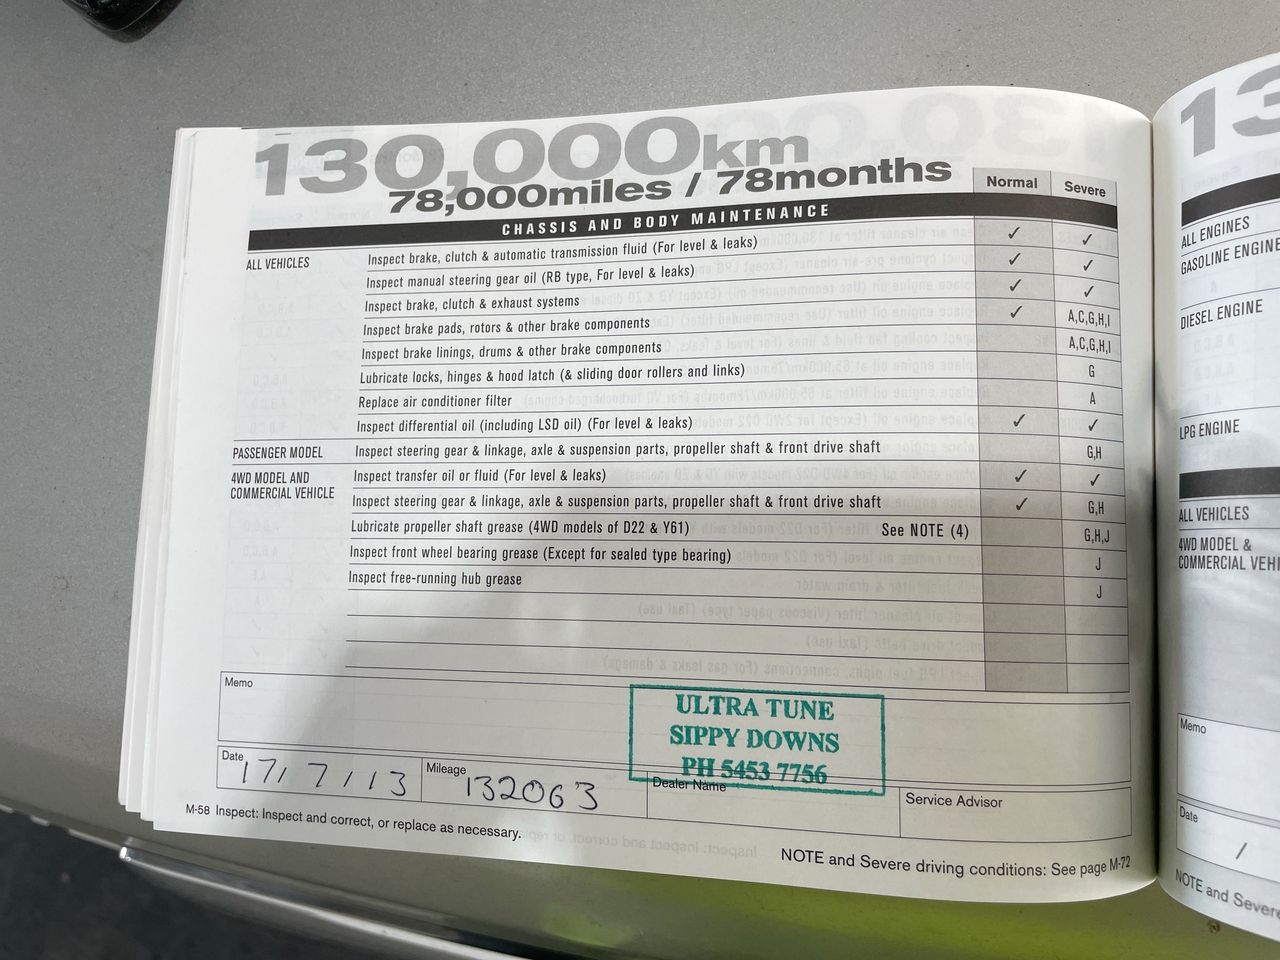 130,000km
78,000miles / 78months
Normal Severe
CHASSIS AND BODY MAINTENANCE
ALL VEHICLES Inspect brake, clutch & automatic transmission fluid (For level & leaks) ✓ ✓
Inspect manual steering gear oil (RB type, For level & leaks) ✓ ✓
Inspect brake, clutch & exhaust systems ✓ ✓
Inspect brake pads, rotors & other brake components ✓ A,C,G,H,I
Inspect brake linings, drums & other brake components A,C,G,H,I
Lubricate locks, hinges & hood latch (& sliding door rollers and links) G
Replace air conditioner filter A
Inspect differential oil (including LSD oil) (For level & leaks) ✓ ✓
PASSENGER MODEL Inspect steering gear & linkage, axle & suspension parts, propeller shaft & front drive shaft G,H
4WD MODEL AND Inspect transfer oil or fluid (For level & leaks) ✓ ✓
COMMERCIAL VEHICLE Inspect steering gear & linkage, axle & suspension parts, propeller shaft & front drive shaft ✓ G,H
Lubricate propeller shaft grease (4WD models of D22 & Y61) See NOTE (4) G,H,J
Inspect front wheel bearing grease (Except for sealed type bearing) J
Inspect free-running hub grease J
Memo
ULTRA TUNE
SIPPY DOWNS
PH 5453 7756
Date 17/7/13 Mileage 132063 Dealer Name Service Advisor
M-58 Inspect: Inspect and correct, or replace as necessary.
NOTE and Severe driving conditions: See page M-72
13
ALL ENGINES
GASOLINE ENGINE
DIESEL ENGINE
LPG ENGINE
ALL VEHICLES
4WD MODEL &
COMMERCIAL VEHI
Memo
Date
/
NOTE and Severe